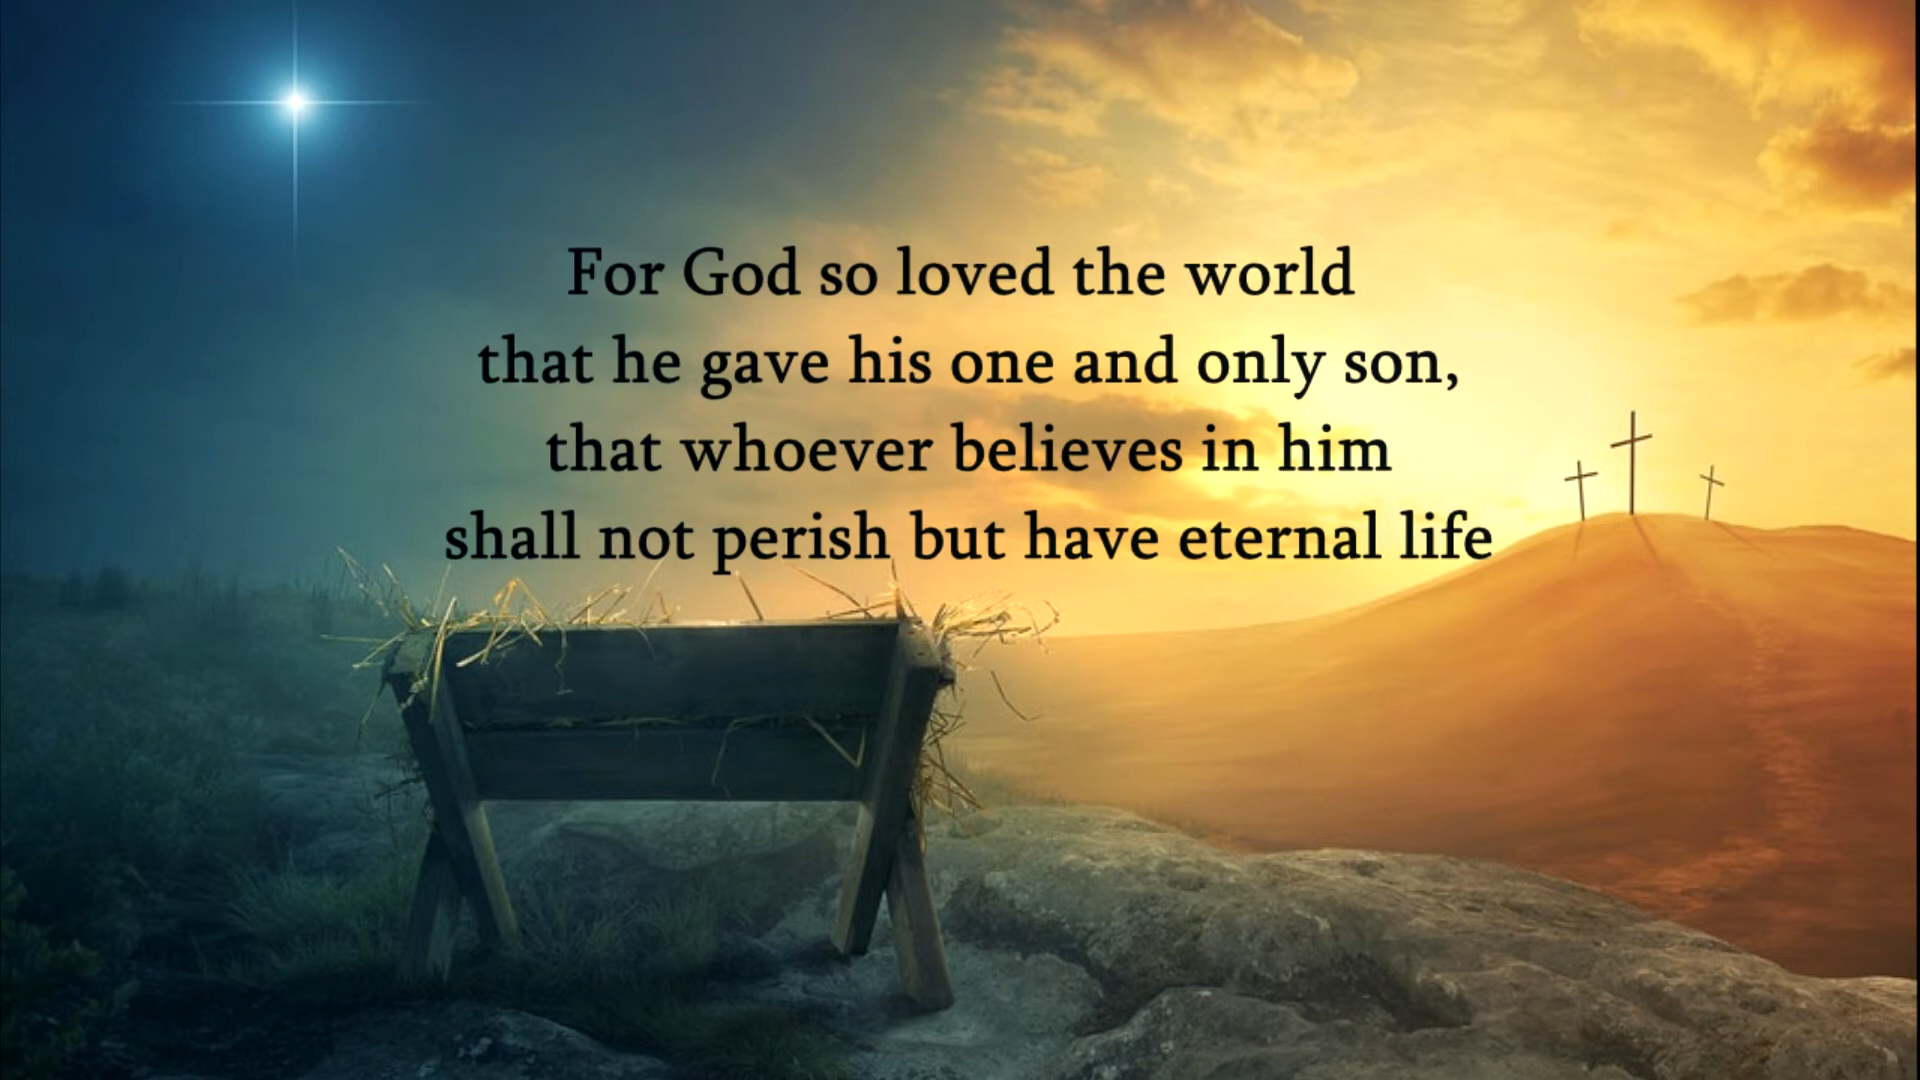 For God so loved the world
that he gave his one and only son,
that whoever believes in him
shall not perish but have eternal life